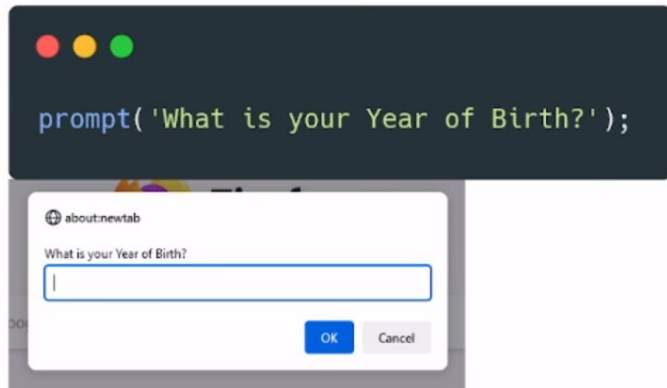 prompt('What is your Year of Birth?');
about:newtab
What is your Year of Birth?
OK
Cancel